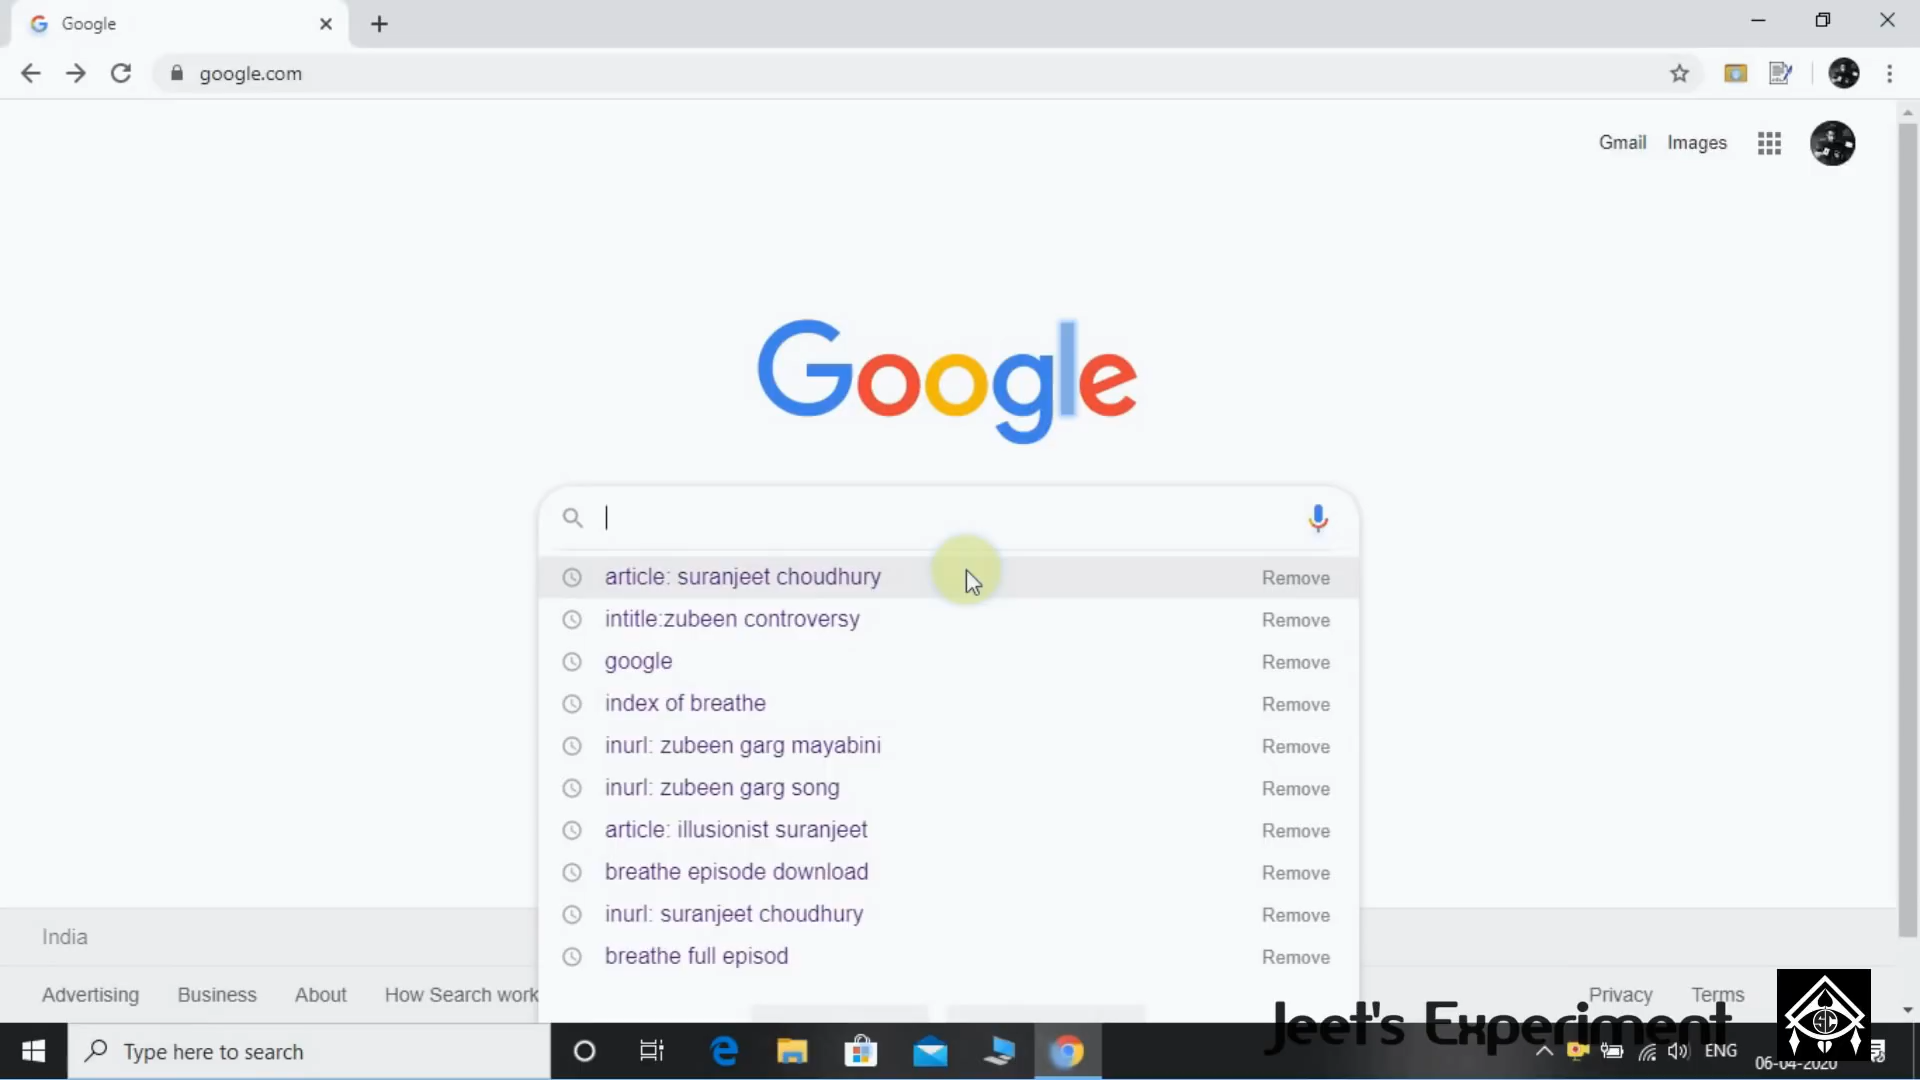 Google
google.com
Gmail Images
Google
article: suranjeet choudhury Remove
intitle:zubeen controversy Remove
google Remove
index of breathe Remove
inurl: zubeen garg mayabini Remove
inurl: zubeen garg song Remove
article: illusionist suranjeet Remove
breathe episode download Remove
inurl: suranjeet choudhury Remove
breathe full episod Remove
India
Advertising Business About How Search work Privacy Terms
Jeet's Experiment
Type here to search ENG
06-04-2020